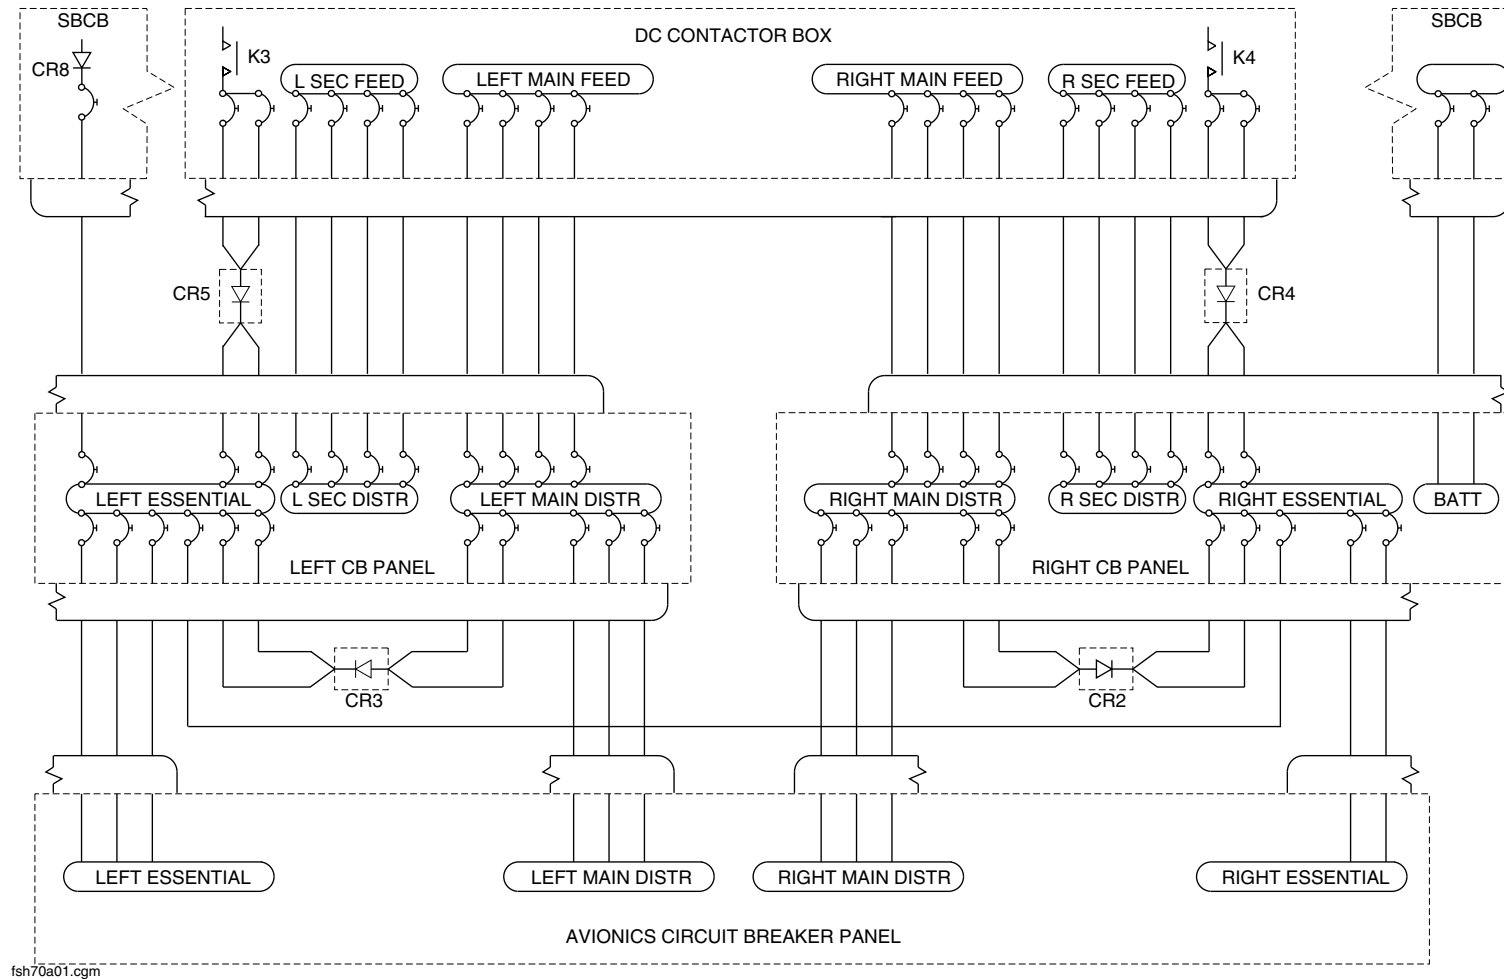 SBCB
DC CONTACTOR BOX
SBCB
CR8
K3
K4
L SEC FEED
LEFT MAIN FEED
RIGHT MAIN FEED
R SEC FEED
CR5
CR4
LEFT ESSENTIAL
L SEC DISTR
LEFT MAIN DISTR
RIGHT MAIN DISTR
R SEC DISTR
RIGHT ESSENTIAL
BATT
LEFT CB PANEL
RIGHT CB PANEL
CR3
CR2
LEFT ESSENTIAL
LEFT MAIN DISTR
RIGHT MAIN DISTR
RIGHT ESSENTIAL
AVIONICS CIRCUIT BREAKER PANEL
fsh70a01.cgm